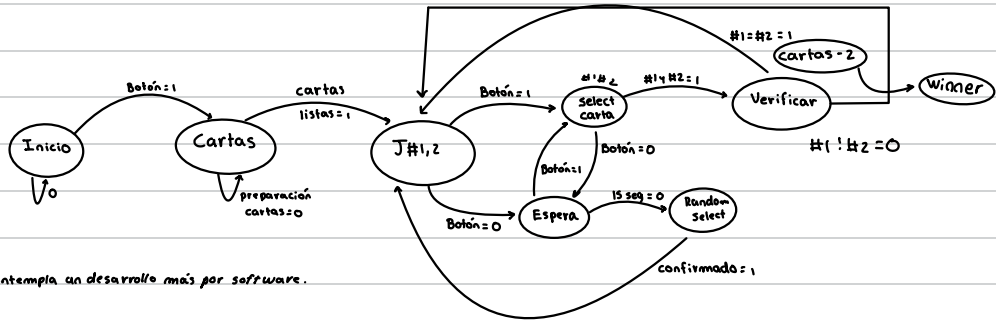 #1=#2=1
cartas-2
Winner
Botón=1
cartas
listas=1
Botón=1
#1#2
select
carta
#1y#2=1
Verificar
Inicio
Cartas
J#1,2
#1!#2=0
0
preparación
cartas=0
Botón=0
Botón=1
Botón=0
Espera
15 seg=0
Random
select
confirmado=1
ntempla un desarrollo más por software.